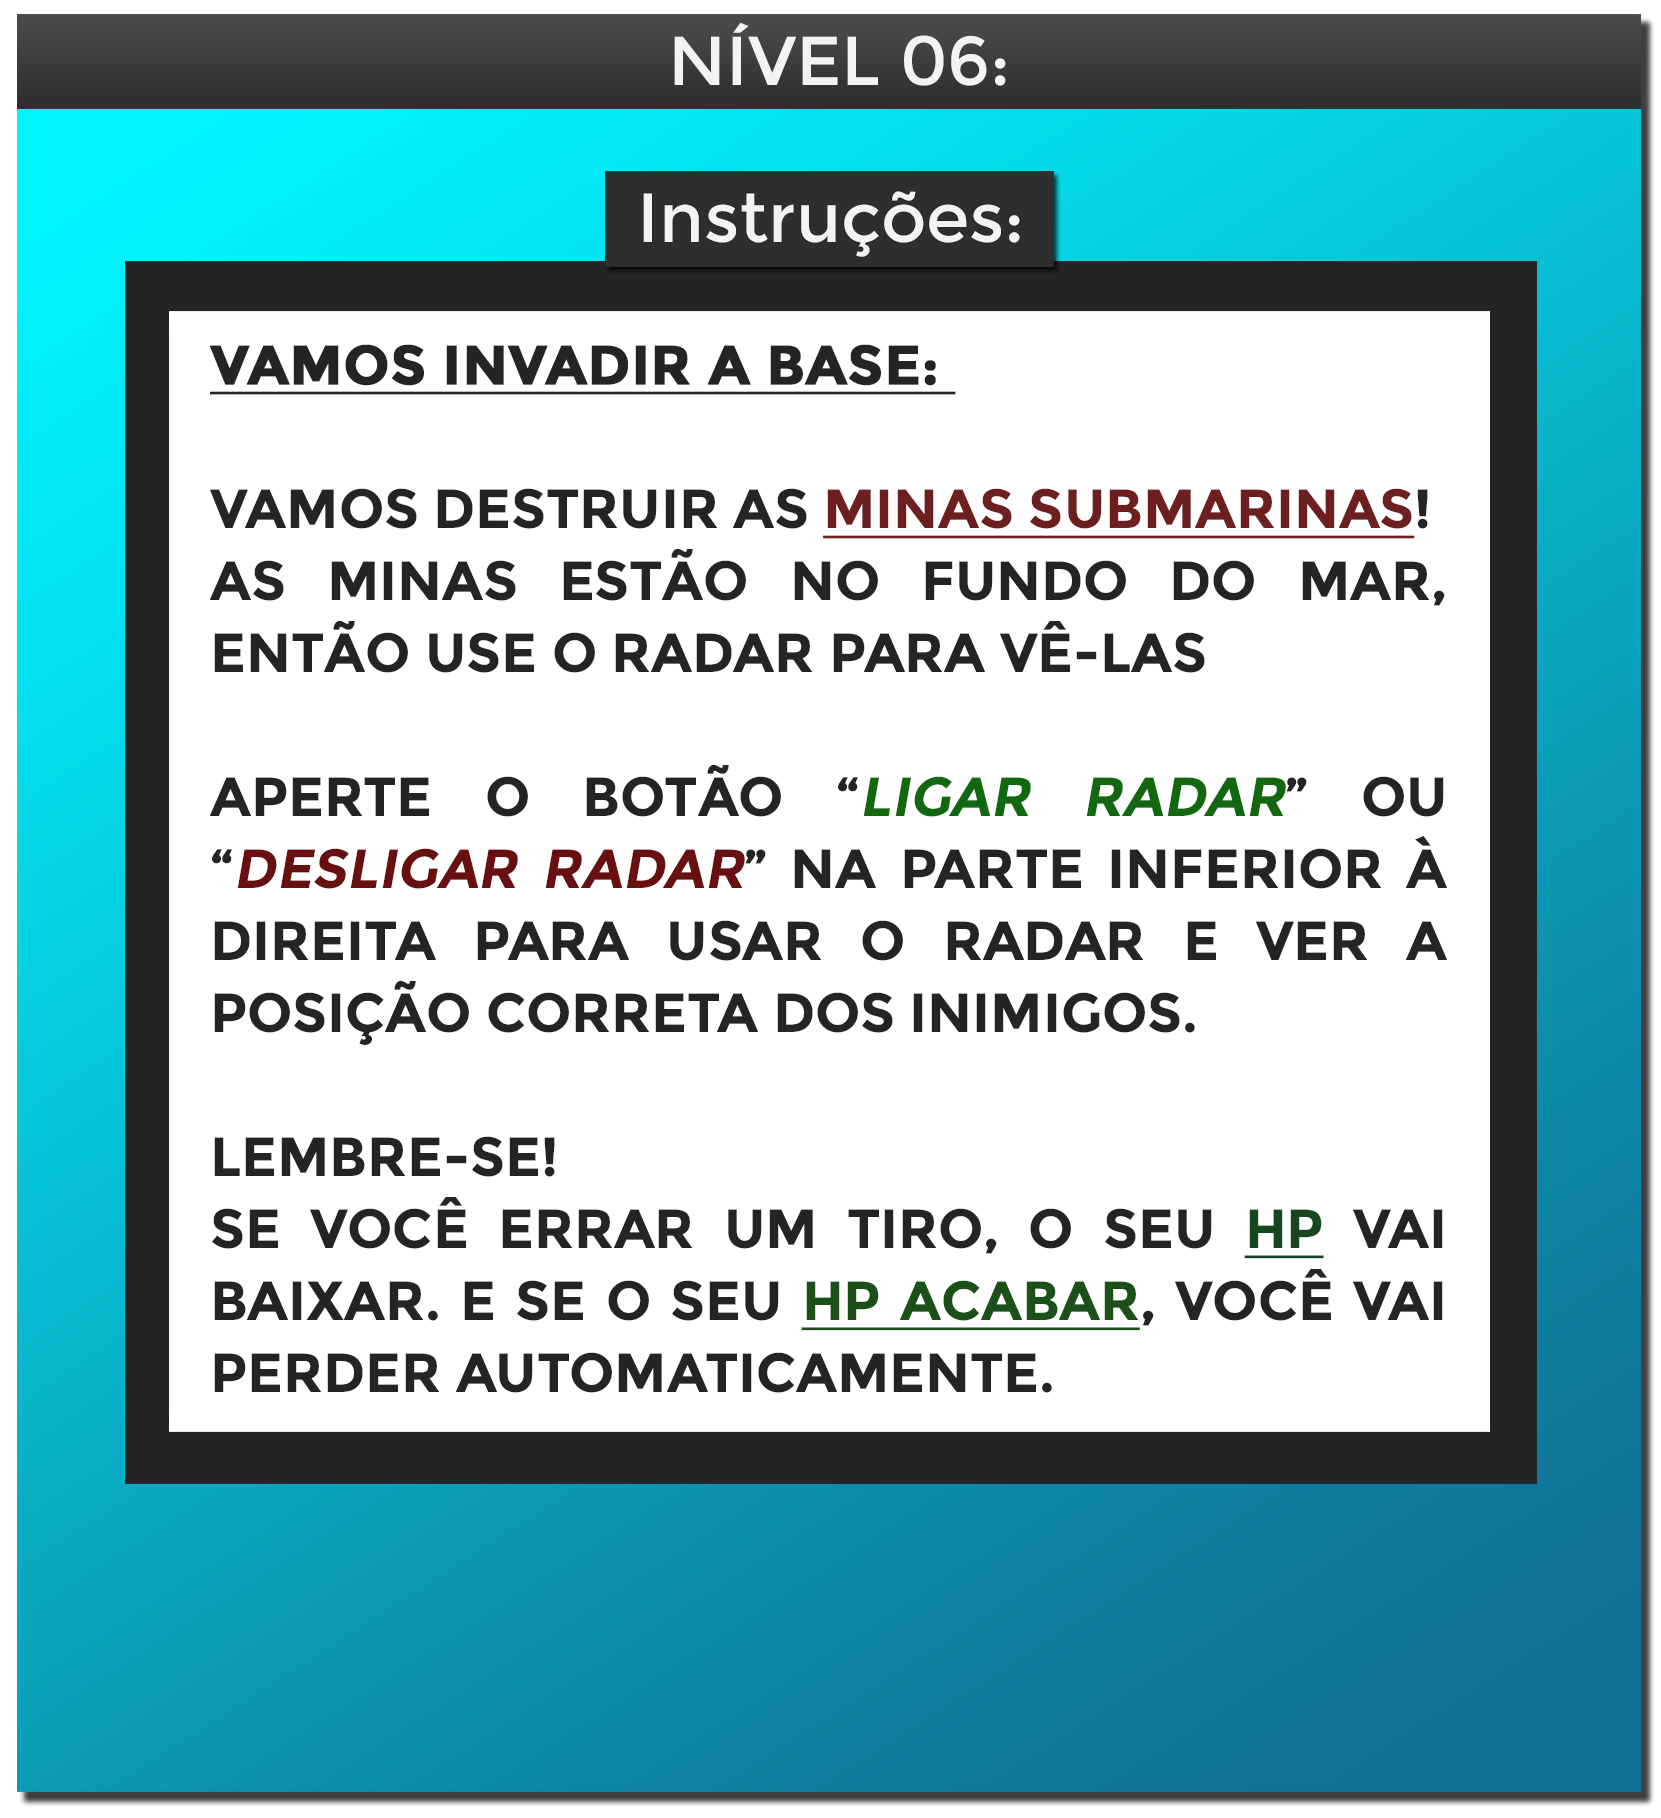 NÍVEL 06:
Instruções:
VAMOS INVADIR A BASE:
VAMOS DESTRUIR AS MINAS SUBMARINAS!
AS MINAS ESTÃO NO FUNDO DO MAR,
ENTÃO USE O RADAR PARA VÊ-LAS
APERTE O BOTÃO “LIGAR RADAR” OU
“DESLIGAR RADAR” NA PARTE INFERIOR À
DIREITA PARA USAR O RADAR E VER A
POSIÇÃO CORRETA DOS INIMIGOS.
LEMBRE-SE!
SE VOCÊ ERRAR UM TIRO, O SEU HP VAI
BAIXAR. E SE O SEU HP ACABAR, VOCÊ VAI
PERDER AUTOMATICAMENTE.